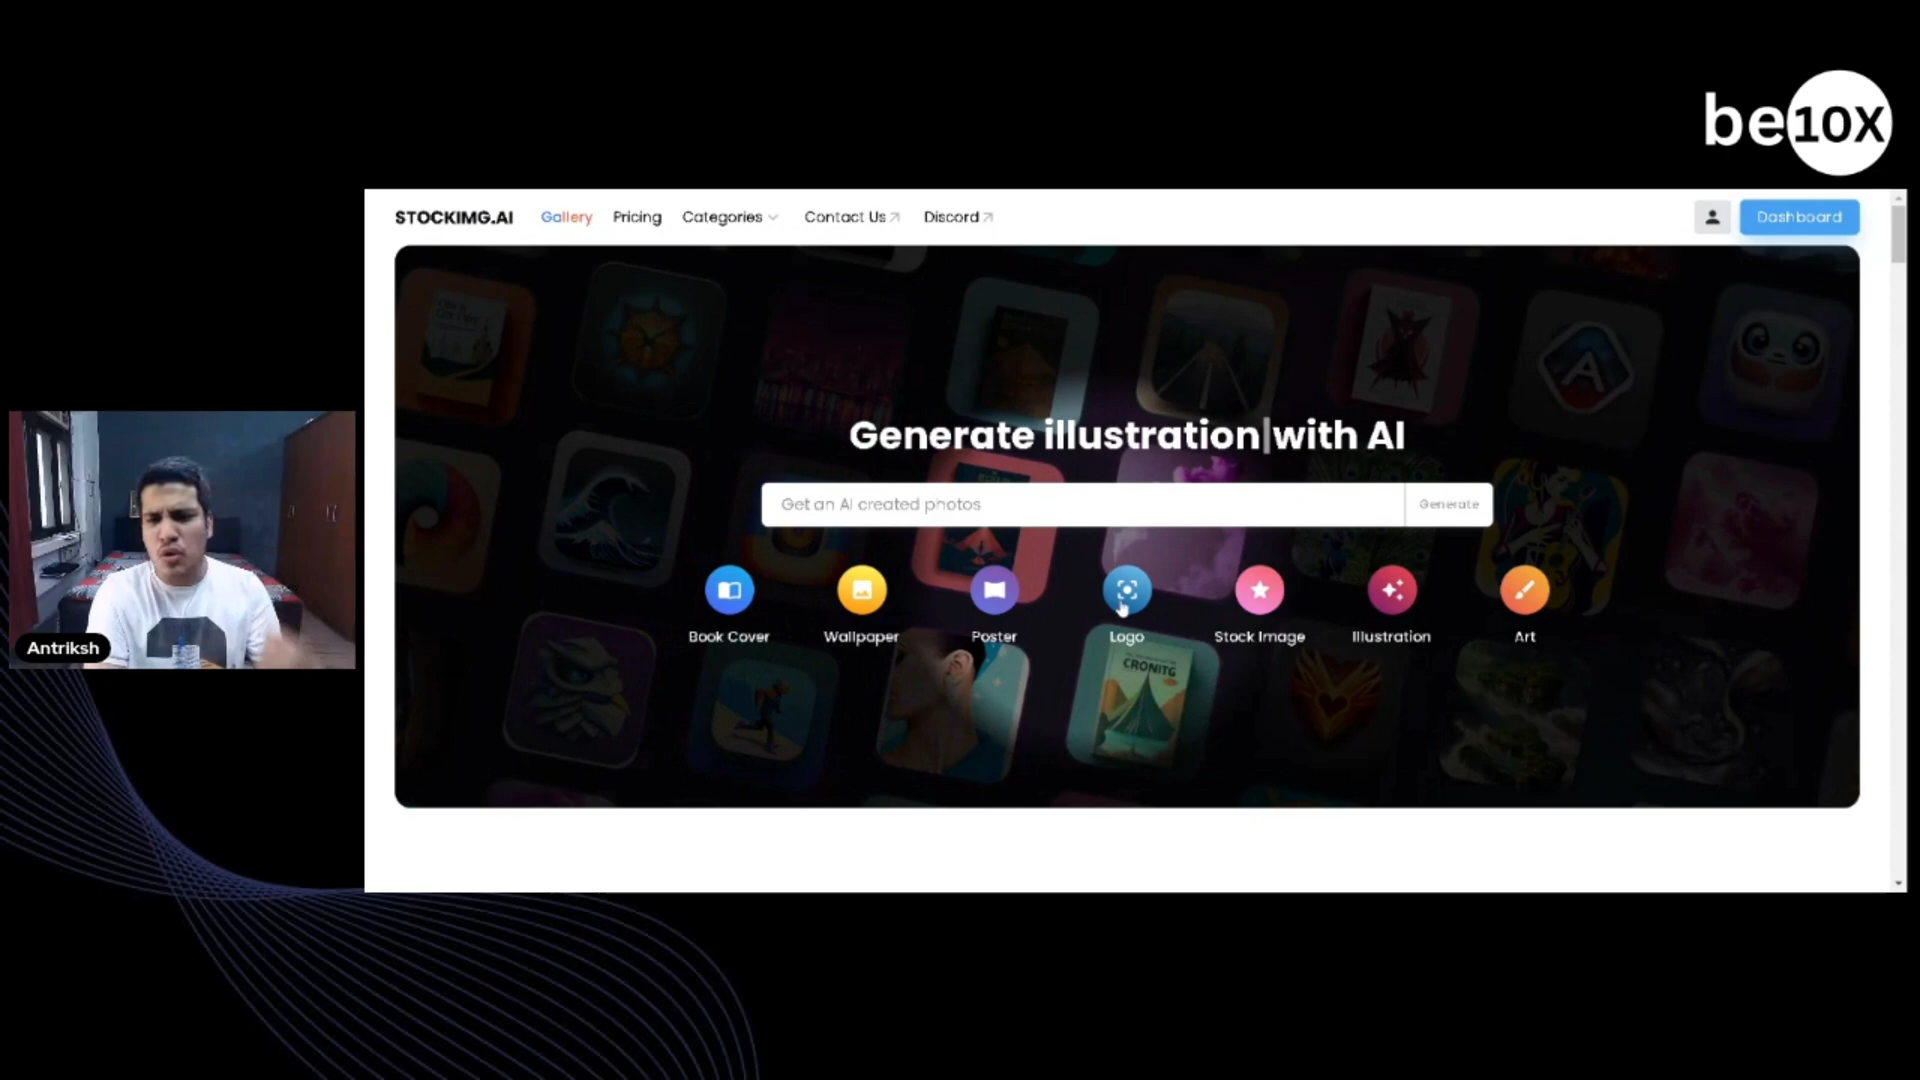 be10X
STOCKIMG.AI Gallery Pricing Categories Contact Us Discord Dashboard
Generate illustration with AI
Get an AI created photos Generate
Book Cover Wallpaper Poster Logo Stock Image Illustration Art
Antriksh
A
CRONITG